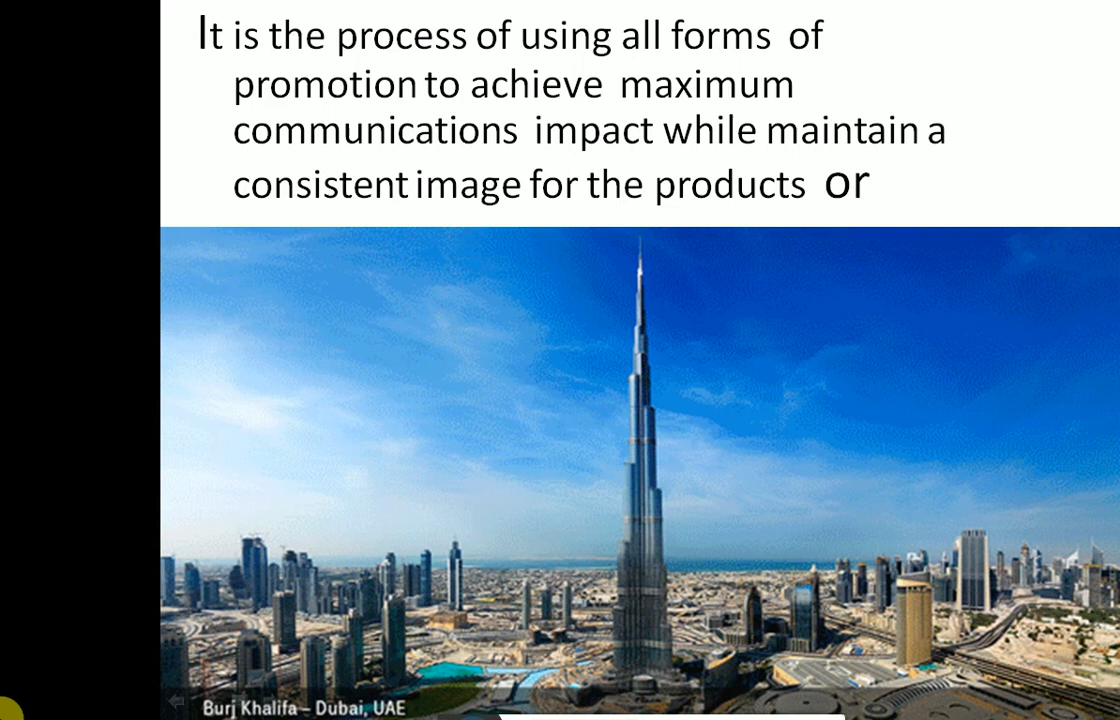 It is the process of using all forms of
promotion to achieve maximum
communications impact while maintain a
consistent image for the products or
Burj Khalifa – Dubai, UAE